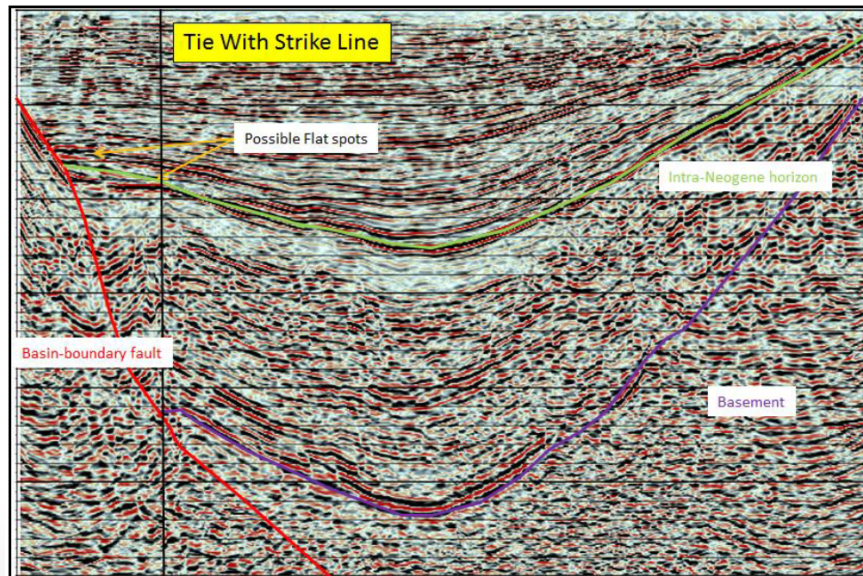 Tie With Strike Line
Possible Flat spots
Intra-Neogene horizon
Basin-boundary fault
Basement